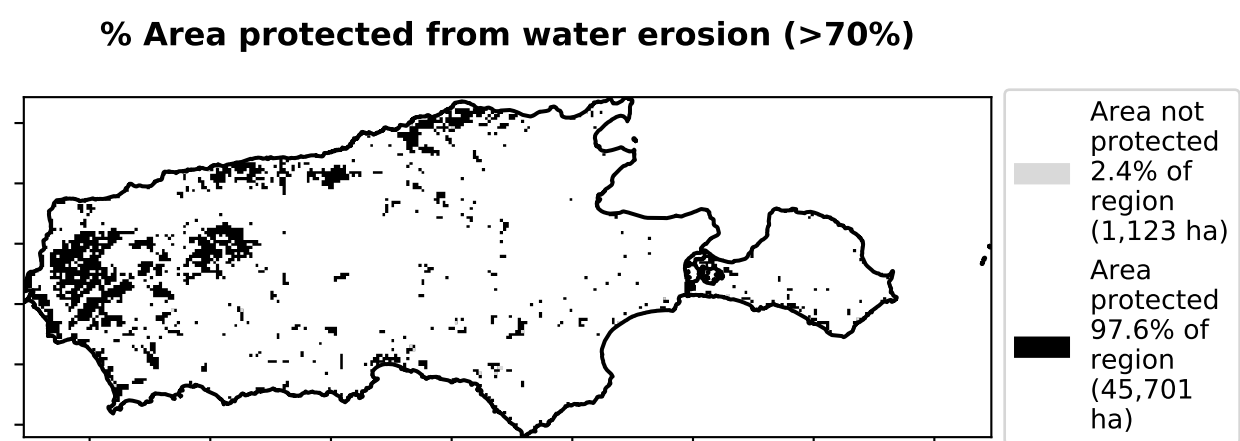 % Area protected from water erosion (>70%)
Area not
protected
2.4% of
region
(1,123 ha)
Area
protected
97.6% of
region
(45,701
ha)